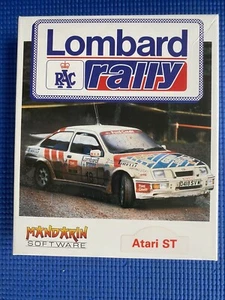 Lombard
RAC
rally
MANDARIN
SOFTWARE
Atari ST